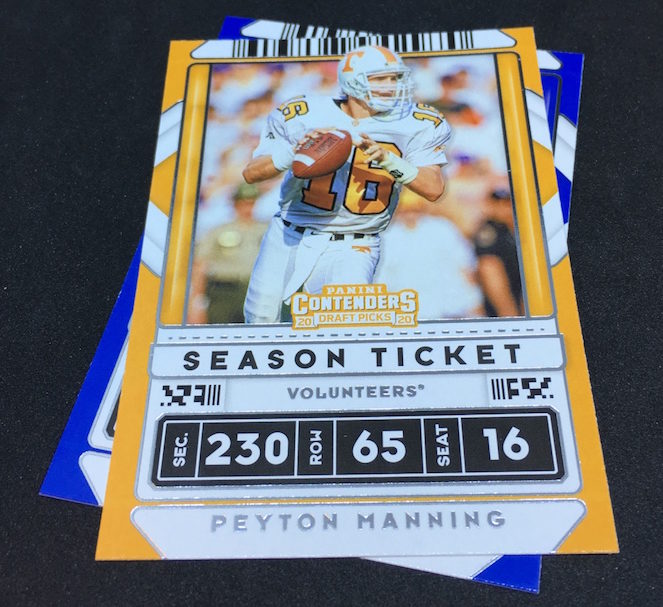 16
16
16
PANINI
CONTENDERS
20 DRAFT PICKS 20
SEASON TICKET
VOLUNTEERS®
SEC. 230 ROW 65 SEAT 16
PEYTON MANNING